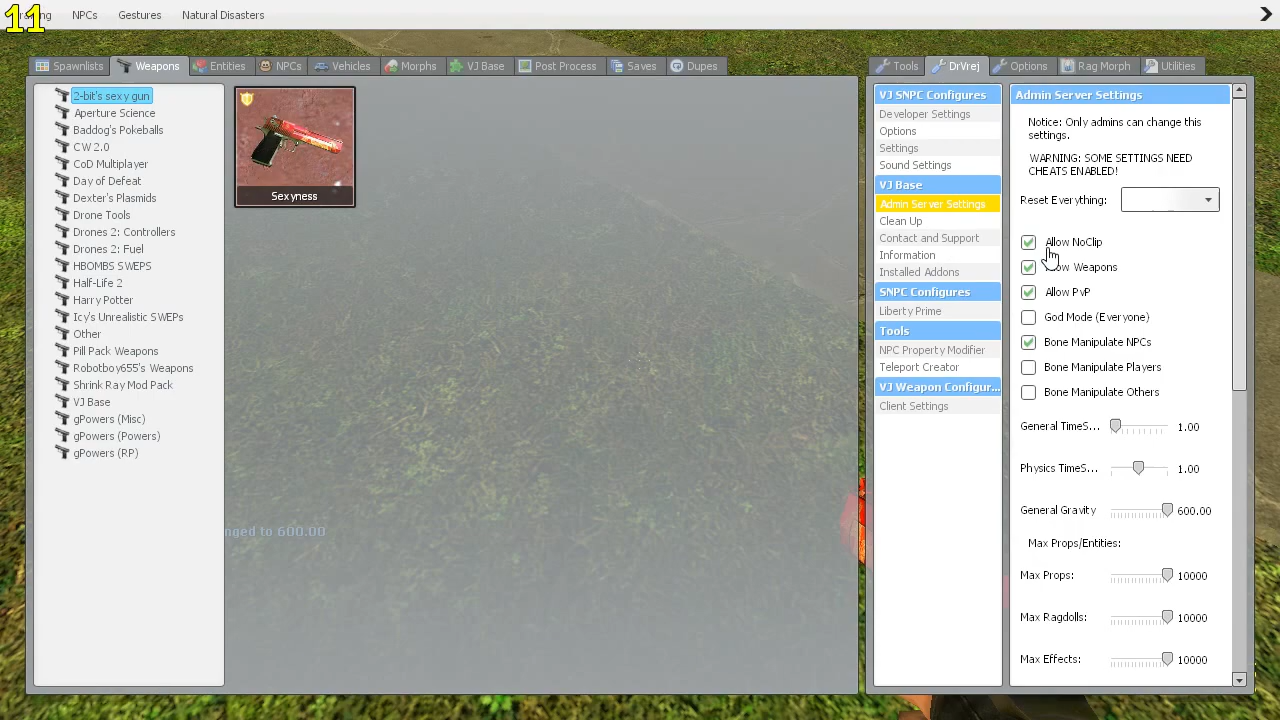 11
NPCs
Gestures
Natural Disasters
Spawnlists
Weapons
Entities
NPCs
Vehicles
Morphs
VJ Base
Post Process
Saves
Dupes
2-bit's sexy gun
Aperture Science
Baddog's Pokeballs
CW 2.0
CoD Multiplayer
Day of Defeat
Dexter's Plasmids
Drone Tools
Drones 2: Controllers
Drones 2: Fuel
HBOMBS SWEPS
Half-Life 2
Harry Potter
Icy's Unrealistic SWEPs
Other
Pill Pack Weapons
Robotboy655's Weapons
Shrink Ray Mod Pack
VJ Base
gPowers (Misc)
gPowers (Powers)
gPowers (RP)
Sexyness
nged to 600.00
Tools
DrVrej
Options
Rag Morph
Utilities
VJ SNPC Configures
Developer Settings
Options
Settings
Sound Settings
VJ Base
Admin Server Settings
Clean Up
Contact and Support
Information
Installed Addons
SNPC Configures
Liberty Prime
Tools
NPC Property Modifier
Teleport Creator
VJ Weapon Configur...
Client Settings
Admin Server Settings
Notice: Only admins can change this
settings.
WARNING: SOME SETTINGS NEED
CHEATS ENABLED!
Reset Everything:
Allow NoClip
Allow Weapons
Allow PvP
God Mode (Everyone)
Bone Manipulate NPCs
Bone Manipulate Players
Bone Manipulate Others
General TimeS... 1.00
Physics TimeS... 1.00
General Gravity 600.00
Max Props/Entities:
Max Props: 10000
Max Ragdolls: 10000
Max Effects: 10000